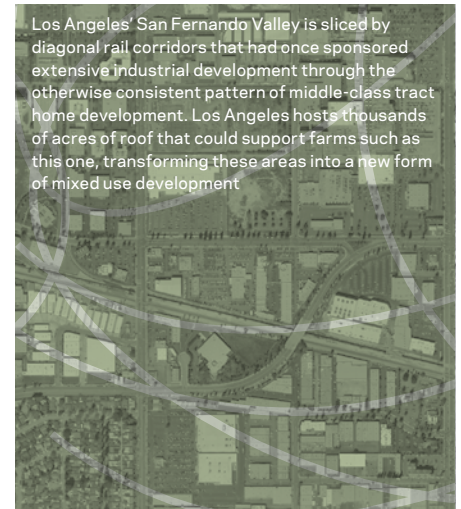 Los Angeles' San Fernando Valley is sliced by
diagonal rail corridors that had once sponsored
extensive industrial development through the
otherwise consistent pattern of middle-class tract
home development. Los Angeles hosts thousands
of acres of roof that could support farms such as
this one, transforming these areas into a new form
of mixed use development